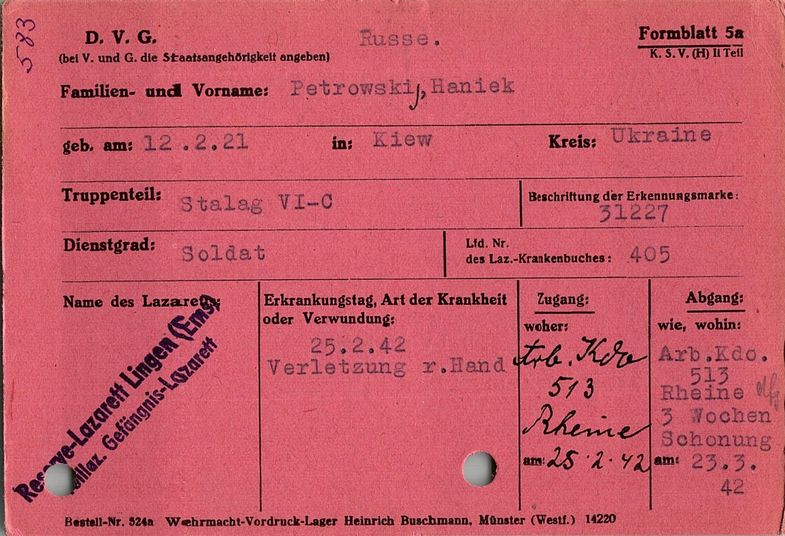 583
D. V. G.
Russe.
Formblatt 5a
(bei V. und G. die Staatsangehörigkeit angeben)
K. S. V. (H) II Teil
Familien- und Vorname: Petrowski, Haniek
geb. am: 12.2.21 in: Kiew Kreis: Ukraine
Truppenteil: Stalag VI-C
Beschriftung der Erkennungsmarke:
31227
Dienstgrad: Soldat
Lfd. Nr.
des Laz.-Krankenbuches: 405
Name des Lazaretts:
Reserve-Lazarett Lingen (Ems)
Gefängnis-Lazarett
Erkrankungstag, Art der Krankheit
oder Verwundung:
25.2.42
Verletzung r.Hand
Zugang:
woher:
Arb. Kdo
513
Rheine
am: 25.2.42
Abgang:
wie, wohin:
Arb.Kdo.
513
Rheine
3 Wochen
Schonung
am: 23.3.
42
Bestell-Nr. 524a Wehrmacht-Vordruck-Lager Heinrich Buschmann, Münster (Westf.) 14220